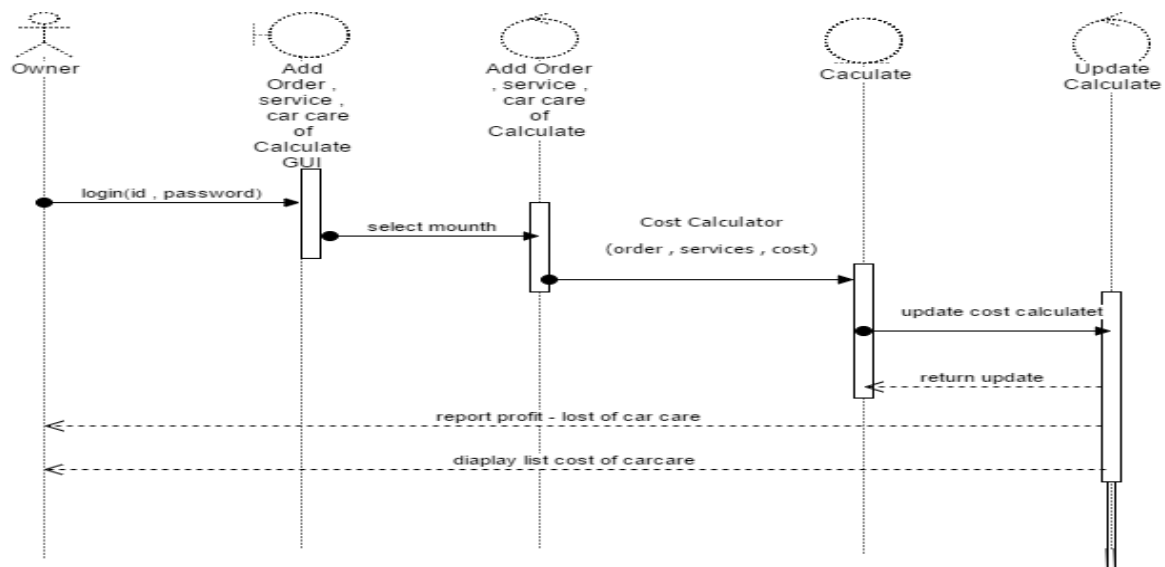 Owner
Add
Order ,
service ,
car care
of
Calculate
GUI
Add Order
, service ,
car care
of
Calculate
Caculate
Update
Calculate
login(id , password)
select mounth
Cost Calculator
(order , services , cost)
update cost calculatet
return update
report profit - lost of car care
diaplay list cost of carcare